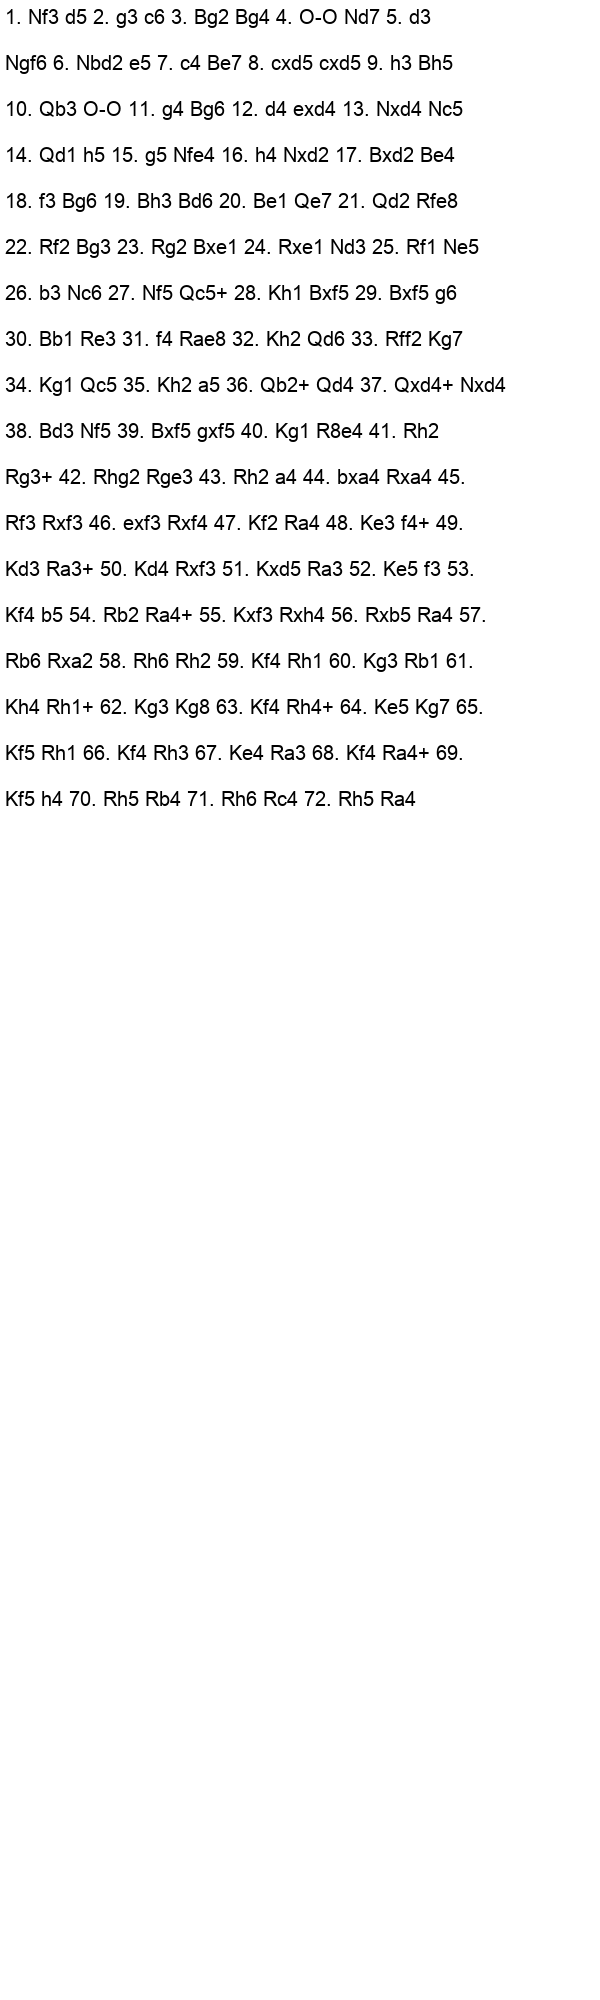 1. Nf3 d5 2. g3 c6 3. Bg2 Bg4 4. O-O Nd7 5. d3
Ngf6 6. Nbd2 e5 7. c4 Be7 8. cxd5 cxd5 9. h3 Bh5
10. Qb3 O-O 11. g4 Bg6 12. d4 exd4 13. Nxd4 Nc5
14. Qd1 h5 15. g5 Nfe4 16. h4 Nxd2 17. Bxd2 Be4
18. f3 Bg6 19. Bh3 Bd6 20. Be1 Qe7 21. Qd2 Rfe8
22. Rf2 Bg3 23. Rg2 Bxe1 24. Rxe1 Nd3 25. Rf1 Ne5
26. b3 Nc6 27. Nf5 Qc5+ 28. Kh1 Bxf5 29. Bxf5 g6
30. Bb1 Re3 31. f4 Rae8 32. Kh2 Qd6 33. Rff2 Kg7
34. Kg1 Qc5 35. Kh2 a5 36. Qb2+ Qd4 37. Qxd4+ Nxd4
38. Bd3 Nf5 39. Bxf5 gxf5 40. Kg1 R8e4 41. Rh2
Rg3+ 42. Rhg2 Rge3 43. Rh2 a4 44. bxa4 Rxa4 45.
Rf3 Rxf3 46. exf3 Rxf4 47. Kf2 Ra4 48. Ke3 f4+ 49.
Kd3 Ra3+ 50. Kd4 Rxf3 51. Kxd5 Ra3 52. Ke5 f3 53.
Kf4 b5 54. Rb2 Ra4+ 55. Kxf3 Rxh4 56. Rxb5 Ra4 57.
Rb6 Rxa2 58. Rh6 Rh2 59. Kf4 Rh1 60. Kg3 Rb1 61.
Kh4 Rh1+ 62. Kg3 Kg8 63. Kf4 Rh4+ 64. Ke5 Kg7 65.
Kf5 Rh1 66. Kf4 Rh3 67. Ke4 Ra3 68. Kf4 Ra4+ 69.
Kf5 h4 70. Rh5 Rb4 71. Rh6 Rc4 72. Rh5 Ra4